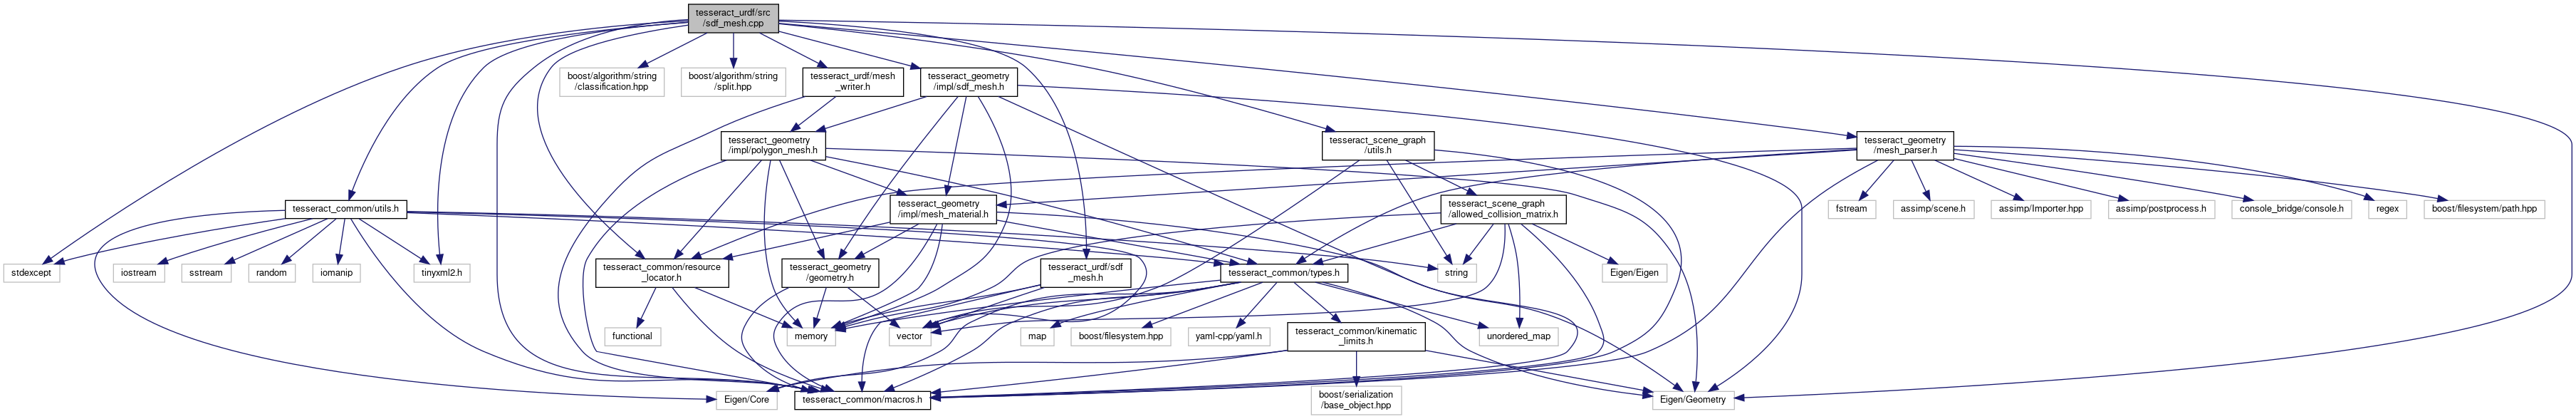 tesseract_urdf/src
/sdf_mesh.cpp
boost/algorithm/string
/classification.hpp
boost/algorithm/string
/split.hpp
tesseract_urdf/mesh
_writer.h
tesseract_geometry
/impl/sdf_mesh.h
tesseract_geometry
/impl/polygon_mesh.h
tesseract_scene_graph
/utils.h
tesseract_geometry
/mesh_parser.h
tesseract_common/utils.h
tesseract_geometry
/impl/mesh_material.h
tesseract_scene_graph
/allowed_collision_matrix.h
fstream
assimp/scene.h
assimp/Importer.hpp
assimp/postprocess.h
console_bridge/console.h
regex
boost/filesystem/path.hpp
stdexcept
iostream
sstream
random
iomanip
tinyxml2.h
tesseract_common/resource
_locator.h
tesseract_geometry
/geometry.h
tesseract_urdf/sdf
_mesh.h
tesseract_common/types.h
string
Eigen/Eigen
functional
memory
vector
map
boost/filesystem.hpp
yaml-cpp/yaml.h
tesseract_common/kinematic
_limits.h
unordered_map
Eigen/Core
tesseract_common/macros.h
boost/serialization
/base_object.hpp
Eigen/Geometry